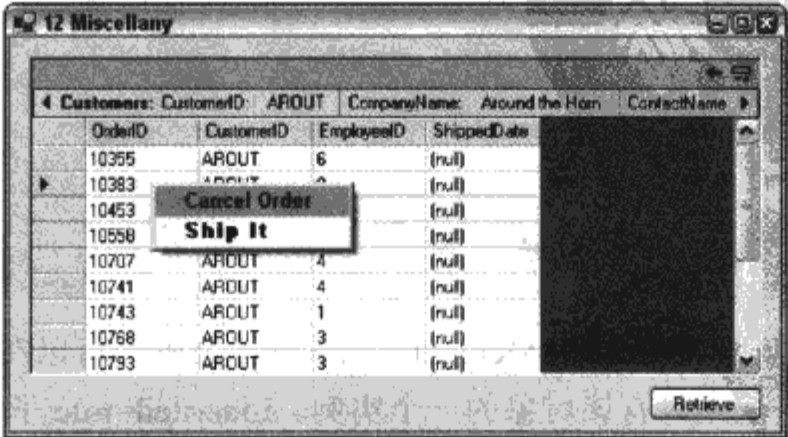 12 Miscellany
Customers: CustomerID: AROUT CompanyName: Around the Horn ContactName
OrderID CustomerID EmployeeID ShippedDate
10355 AROUT 6 (null)
10383 (null)
Cancel Order
10453 (null)
Ship It
10558 (null)
10707 AROUT 4 (null)
10741 AROUT 4 (null)
10743 AROUT 1 (null)
10768 AROUT 3 (null)
10793 AROUT 3 (null)
Retrieve